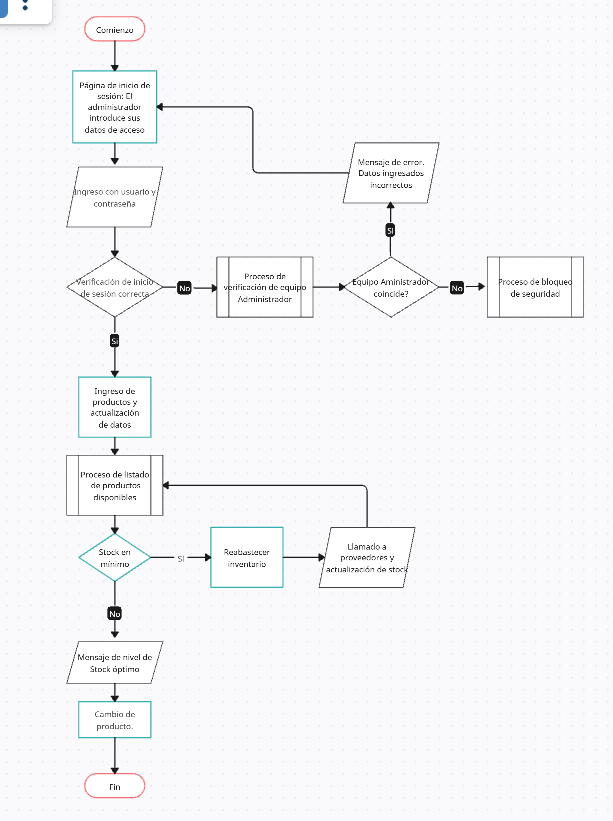 Comienzo
Página de inicio de
sesión: El
administrador
introduce sus
datos de acceso
Mensaje de error.
Datos ingresados
incorrectos
Ingreso con usuario y
contraseña
Si
Verificación de inicio
de sesión correcta
No
Proceso de
verificación de equipo
Administrador
Equipo Aministrador
coincide?
No
Proceso de bloqueo
de seguridad
Si
Ingreso de
productos y
actualización
de datos
Proceso de listado
de productos
disponibles
Stock en
mínimo
SI
Reabastecer
inventario
Llamado a
proveedores y
actualización de stock
No
Mensaje de nivel de
Stock óptimo
Cambio de
producto.
Fin